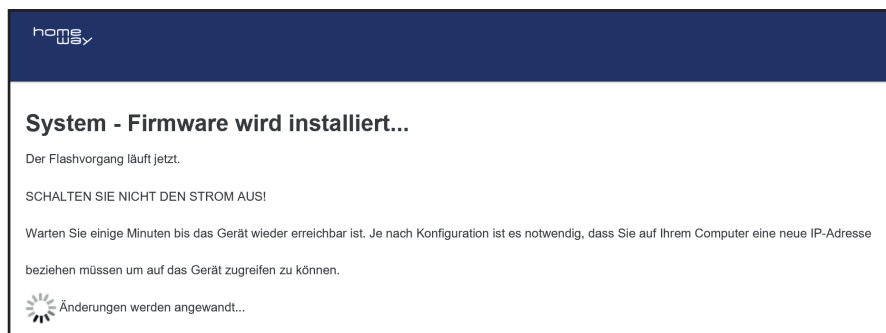 home
way
System - Firmware wird installiert...
Der Flashvorgang läuft jetzt.
SCHALTEN SIE NICHT DEN STROM AUS!
Warten Sie einige Minuten bis das Gerät wieder erreichbar ist. Je nach Konfiguration ist es notwendig, dass Sie auf Ihrem Computer eine neue IP-Adresse
beziehen müssen um auf das Gerät zugreifen zu können.
Änderungen werden angewandt...